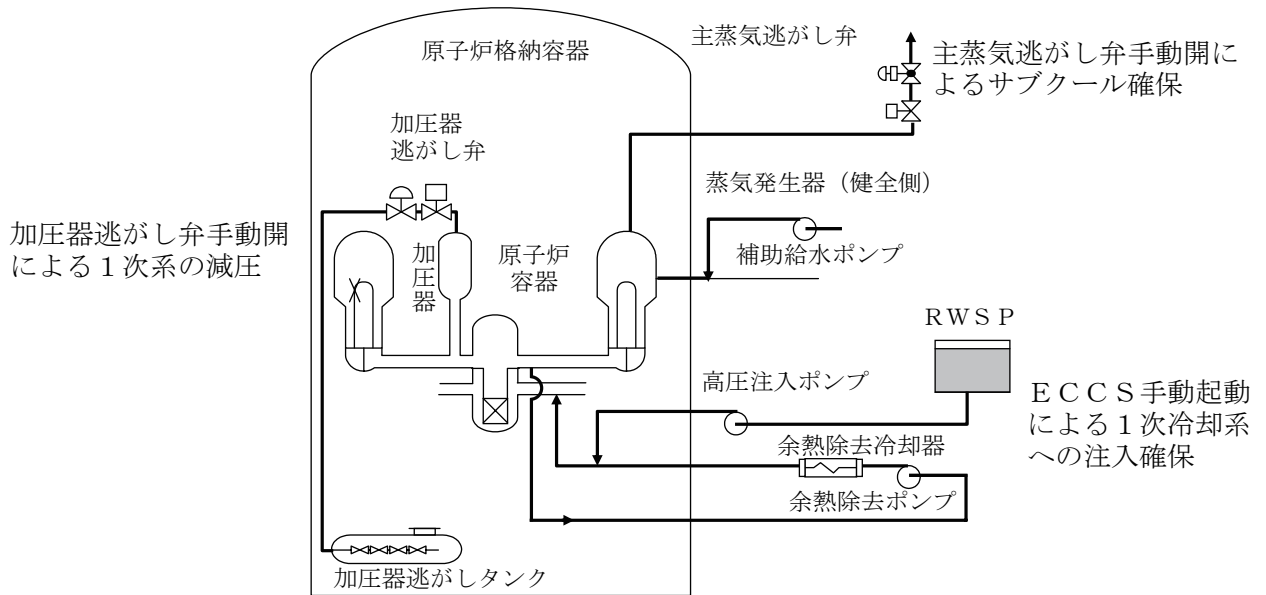 原子炉格納容器
主蒸気逃がし弁
主蒸気逃がし弁手動開に
よるサブクール確保
加圧器
逃がし弁
蒸気発生器（健全側）
加圧器逃がし弁手動開
による１次系の減圧
加圧器
原子炉
容器
補助給水ポンプ
ＲＷＳＰ
高圧注入ポンプ
ＥＣＣＳ手動起動
による１次冷却系
への注入確保
余熱除去冷却器
余熱除去ポンプ
加圧器逃がしタンク